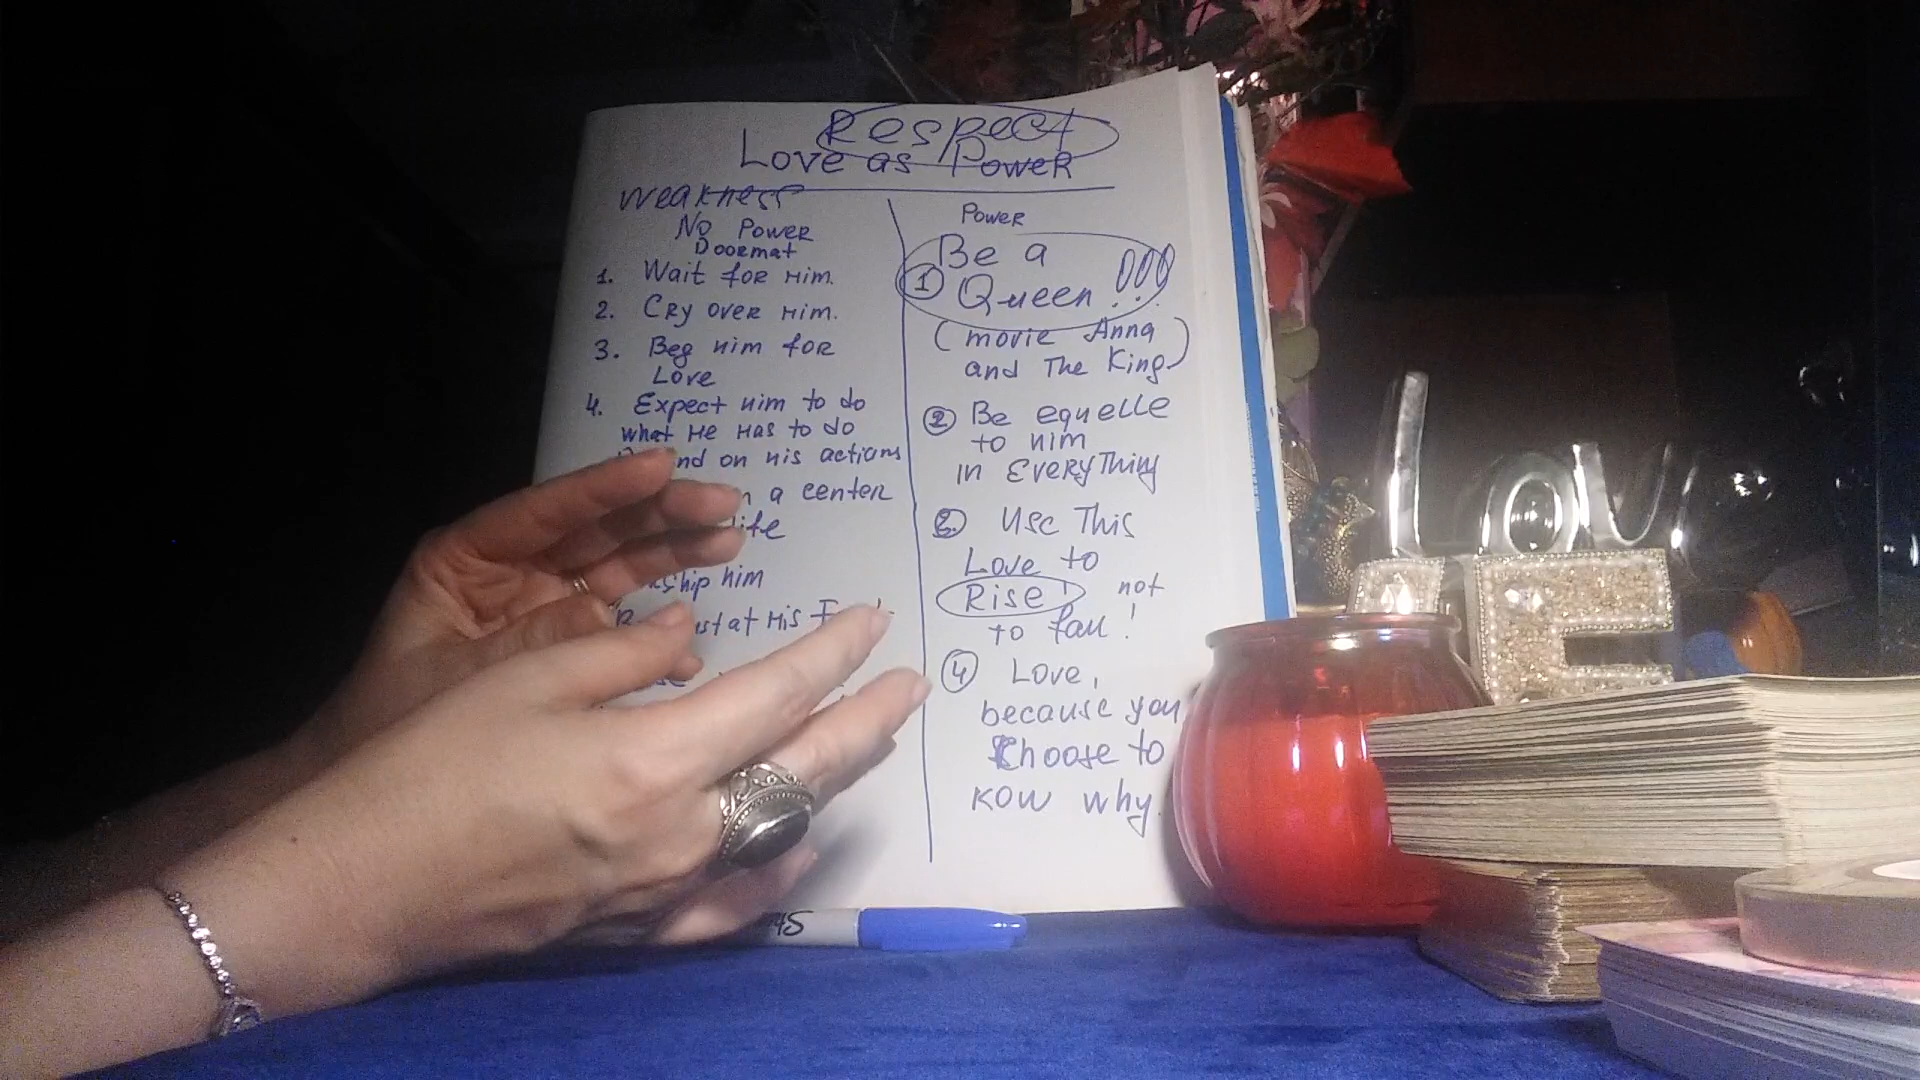 Respect
Love as Power
Weakness
No Power
Doormat
1. Wait for Him.
2. Cry over Him.
3. Beg him for
Love
4. Expect him to do
what He Has to do
on his actions
a center
life
him
at His
Power
Be a
① Queen!!!
(movie Anna
and The King)
② Be equelle
to him
in EveryThing
3 Use This
Love to
Rise! not
to fall!
④ Love,
because you
Choose to
kow why.
LOVE